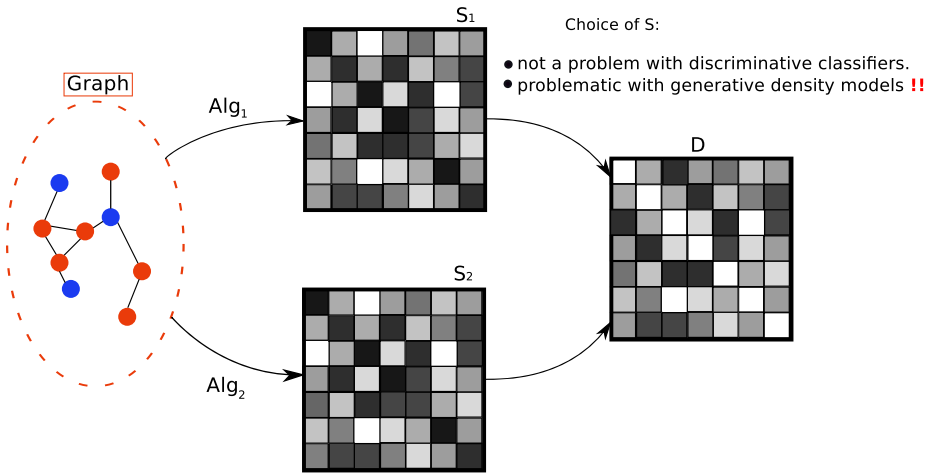 S1
Choice of S:
• not a problem with discriminative classifiers.
• problematic with generative density models !!
Graph
Alg1
D
S2
Alg2